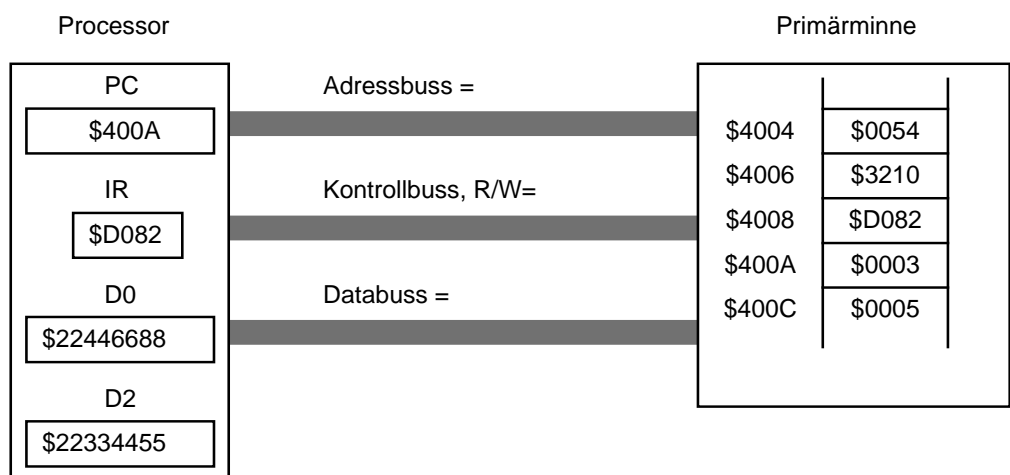 Processor
Primärminne
PC
$400A
IR
$D082
D0
$22446688
D2
$22334455
Adressbuss =
Kontrollbuss, R/W=
Databuss =
$4004 $0054
$4006 $3210
$4008 $D082
$400A $0003
$400C $0005